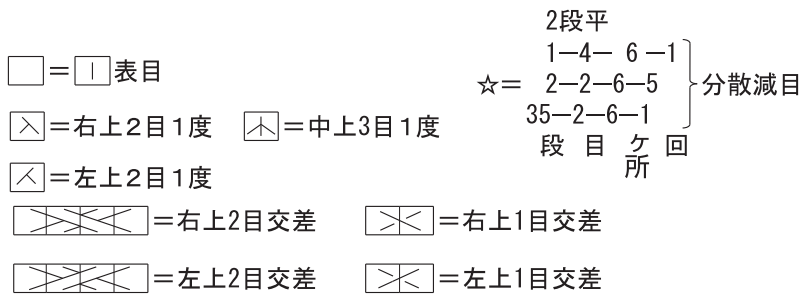 2段平
1—4— 6 —1
☆= 2—2—6—5 分散減目
35—2—6—1
段 目 ヶ所 回
□=|表目
=右上2目1度 =中上3目1度
=左上2目1度
=右上2目交差 =右上1目交差
=左上2目交差 =左上1目交差